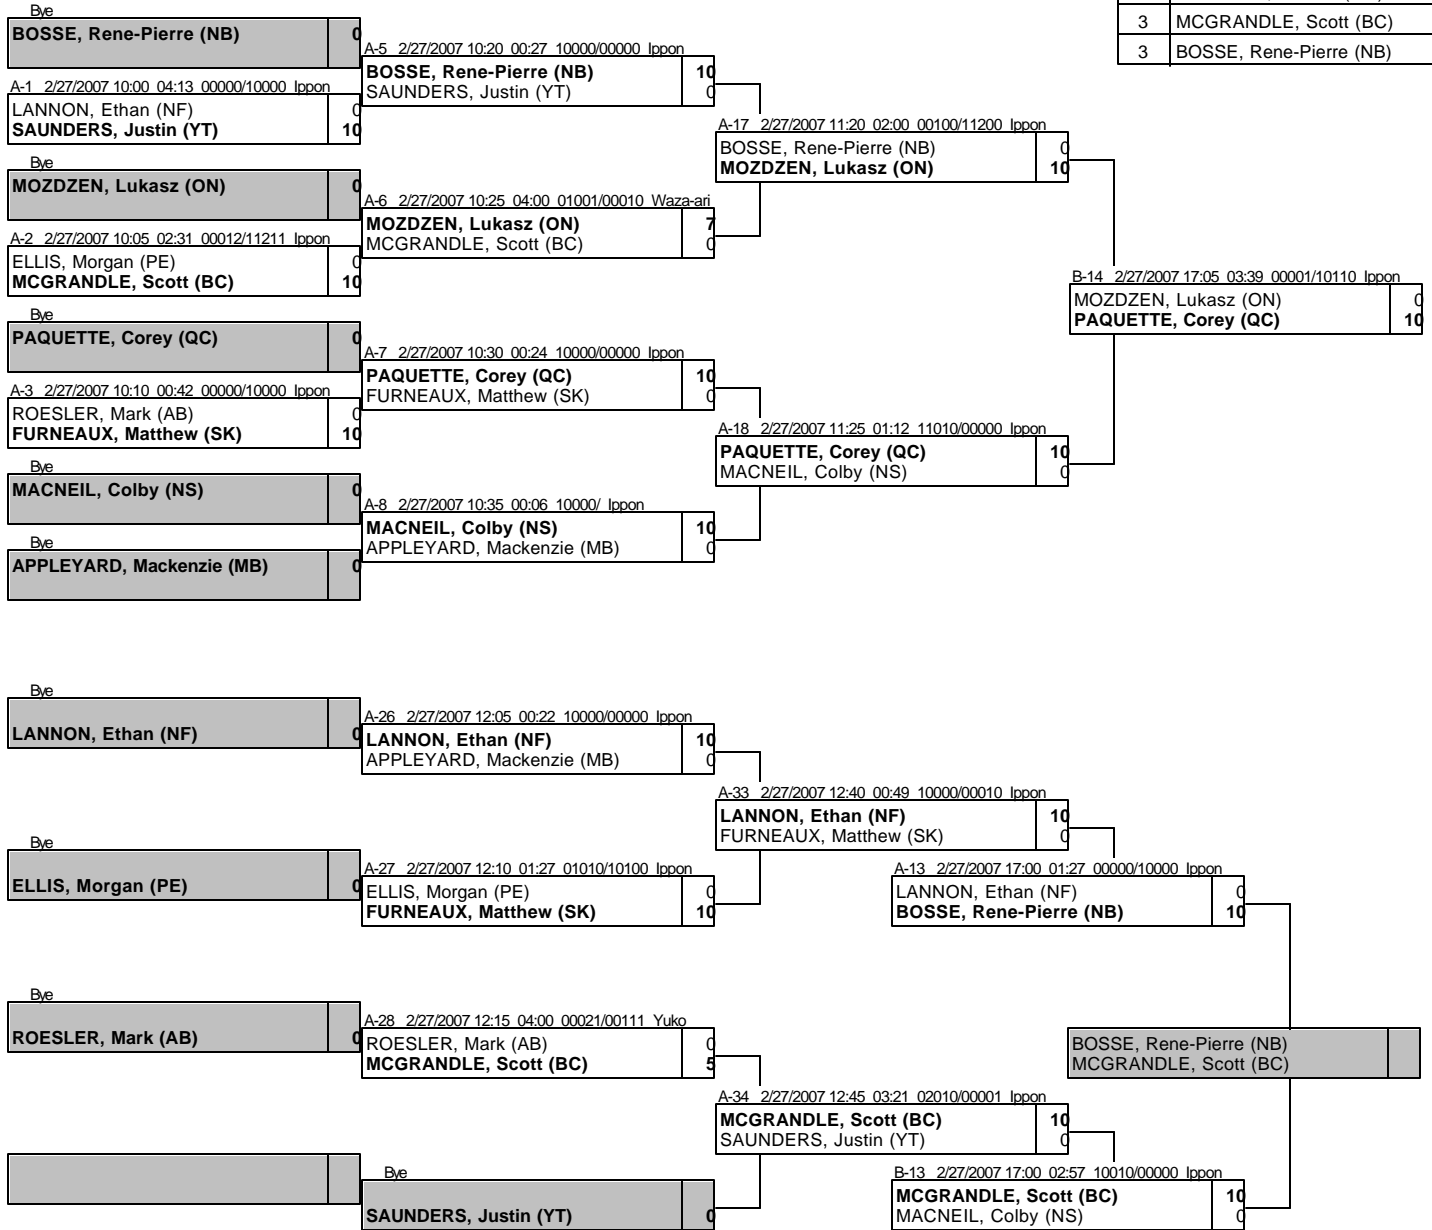 Bye
BOSSE, Rene-Pierre (NB) 0
3 MCGRANDLE, Scott (BC)
3 BOSSE, Rene-Pierre (NB)
A-5 2/27/2007 10:20 00:27 10000/00000 Ippon
BOSSE, Rene-Pierre (NB) 10
SAUNDERS, Justin (YT) 0
A-1 2/27/2007 10:00 04:13 00000/10000 Ippon
LANNON, Ethan (NF) 0
SAUNDERS, Justin (YT) 10
A-17 2/27/2007 11:20 02:00 00100/11200 Ippon
BOSSE, Rene-Pierre (NB) 0
MOZDZEN, Lukasz (ON) 10
Bye
MOZDZEN, Lukasz (ON) 0
A-6 2/27/2007 10:25 04:00 01001/00010 Waza-ari
MOZDZEN, Lukasz (ON) 7
MCGRANDLE, Scott (BC) 0
A-2 2/27/2007 10:05 02:31 00012/11211 Ippon
ELLIS, Morgan (PE) 0
MCGRANDLE, Scott (BC) 10
B-14 2/27/2007 17:05 03:39 00001/10110 Ippon
MOZDZEN, Lukasz (ON) 0
PAQUETTE, Corey (QC) 10
Bye
PAQUETTE, Corey (QC) 0
A-7 2/27/2007 10:30 00:24 10000/00000 Ippon
PAQUETTE, Corey (QC) 10
FURNEAUX, Matthew (SK) 0
A-3 2/27/2007 10:10 00:42 00000/10000 Ippon
ROESLER, Mark (AB) 0
FURNEAUX, Matthew (SK) 10
A-18 2/27/2007 11:25 01:12 11010/00000 Ippon
PAQUETTE, Corey (QC) 10
MACNEIL, Colby (NS) 0
Bye
MACNEIL, Colby (NS) 0
A-8 2/27/2007 10:35 00:06 10000/ Ippon
MACNEIL, Colby (NS) 10
APPLEYARD, Mackenzie (MB) 0
Bye
APPLEYARD, Mackenzie (MB) 0
Bye
LANNON, Ethan (NF) 0
A-26 2/27/2007 12:05 00:22 10000/00000 Ippon
LANNON, Ethan (NF) 10
APPLEYARD, Mackenzie (MB) 0
A-33 2/27/2007 12:40 00:49 10000/00010 Ippon
LANNON, Ethan (NF) 10
FURNEAUX, Matthew (SK) 0
Bye
ELLIS, Morgan (PE) 0
A-27 2/27/2007 12:10 01:27 01010/10100 Ippon
ELLIS, Morgan (PE) 0
FURNEAUX, Matthew (SK) 10
A-13 2/27/2007 17:00 01:27 00000/10000 Ippon
LANNON, Ethan (NF) 0
BOSSE, Rene-Pierre (NB) 10
Bye
ROESLER, Mark (AB) 0
A-28 2/27/2007 12:15 04:00 00021/00111 Yuko
ROESLER, Mark (AB) 0
MCGRANDLE, Scott (BC) 5
BOSSE, Rene-Pierre (NB)
MCGRANDLE, Scott (BC)
A-34 2/27/2007 12:45 03:21 02010/00001 Ippon
MCGRANDLE, Scott (BC) 10
SAUNDERS, Justin (YT) 0
Bye
SAUNDERS, Justin (YT) 0
B-13 2/27/2007 17:00 02:57 10010/00000 Ippon
MCGRANDLE, Scott (BC) 10
MACNEIL, Colby (NS) 0